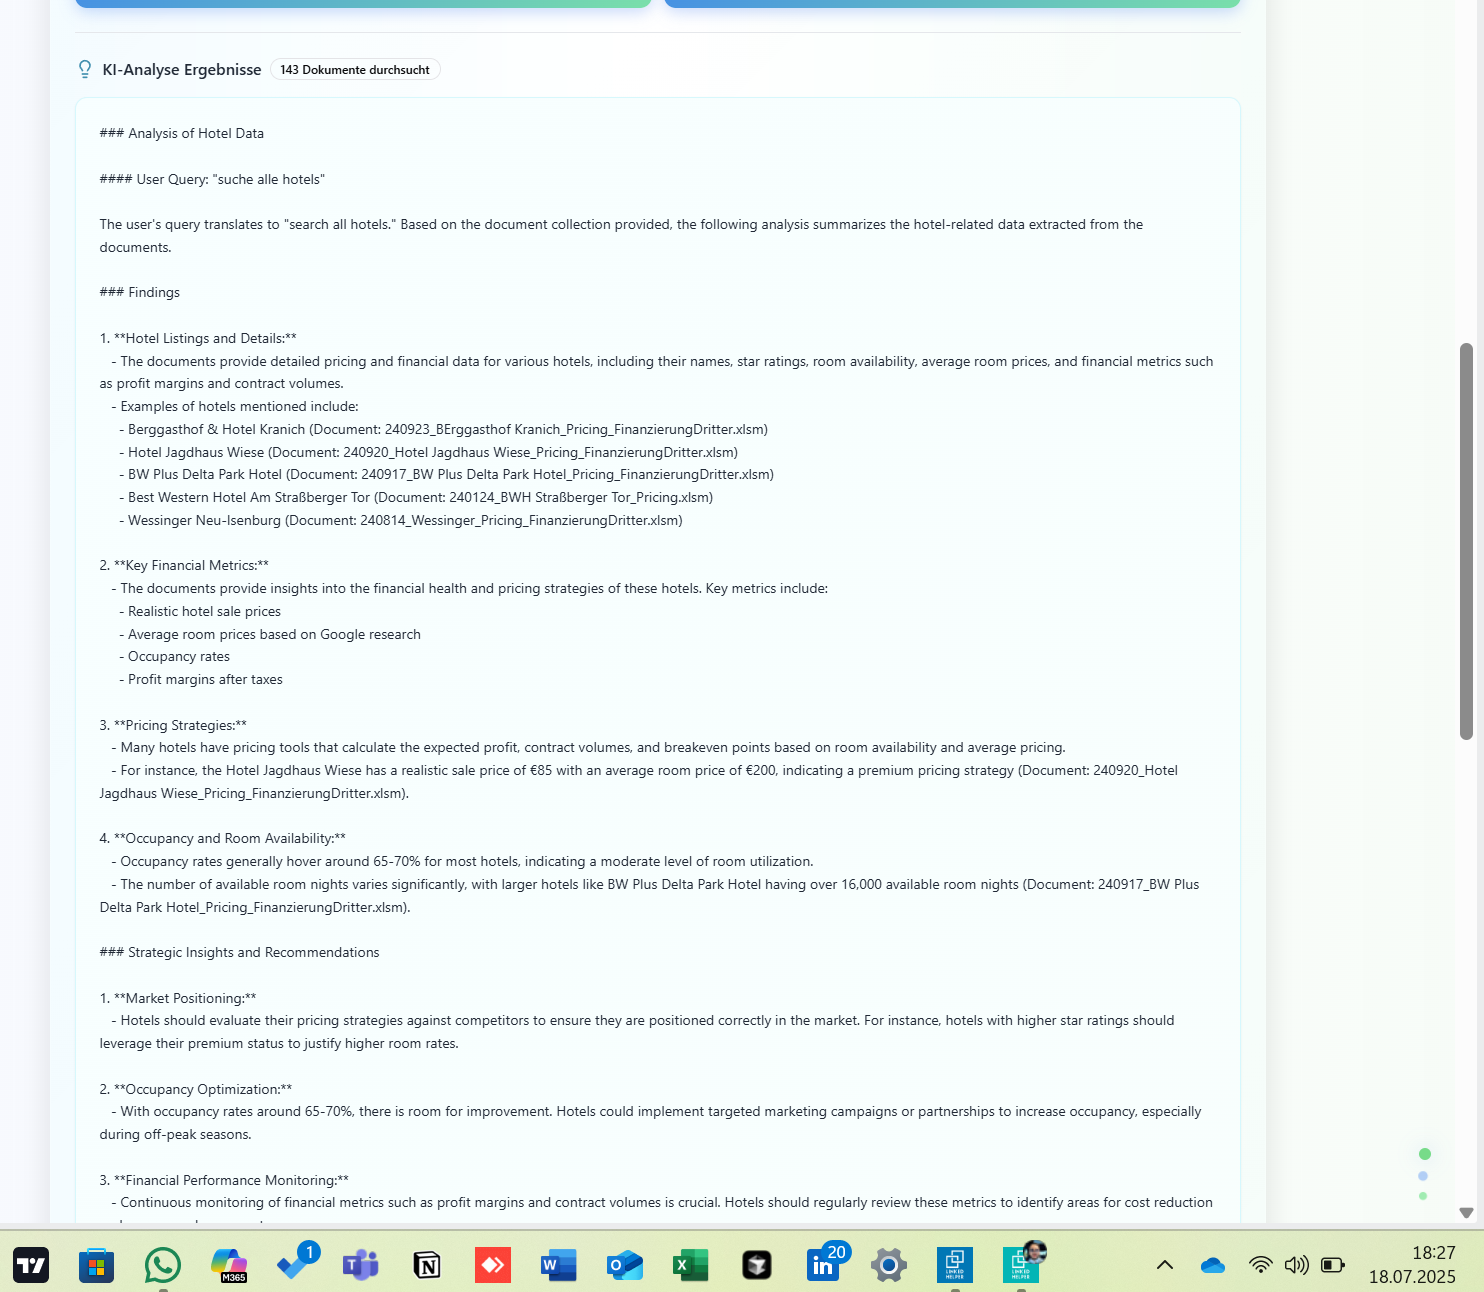 KI-Analyse Ergebnisse 143 Dokumente durchsucht
### Analysis of Hotel Data
#### User Query: "suche alle hotels"
The user's query translates to "search all hotels." Based on the document collection provided, the following analysis summarizes the hotel-related data extracted from the
documents.
### Findings
1. **Hotel Listings and Details:**
- The documents provide detailed pricing and financial data for various hotels, including their names, star ratings, room availability, average room prices, and financial metrics such
as profit margins and contract volumes.
- Examples of hotels mentioned include:
- Berggasthof & Hotel Kranich (Document: 240923_BErggasthof Kranich_Pricing_FinanzierungDritter.xlsm)
- Hotel Jagdhaus Wiese (Document: 240920_Hotel Jagdhaus Wiese_Pricing_FinanzierungDritter.xlsm)
- BW Plus Delta Park Hotel (Document: 240917_BW Plus Delta Park Hotel_Pricing_FinanzierungDritter.xlsm)
- Best Western Hotel Am Straßberger Tor (Document: 240124_BWH Straßberger Tor_Pricing.xlsm)
- Wessinger Neu-Isenburg (Document: 240814_Wessinger_Pricing_FinanzierungDritter.xlsm)
2. **Key Financial Metrics:**
- The documents provide insights into the financial health and pricing strategies of these hotels. Key metrics include:
- Realistic hotel sale prices
- Average room prices based on Google research
- Occupancy rates
- Profit margins after taxes
3. **Pricing Strategies:**
- Many hotels have pricing tools that calculate the expected profit, contract volumes, and breakeven points based on room availability and average pricing.
- For instance, the Hotel Jagdhaus Wiese has a realistic sale price of €85 with an average room price of €200, indicating a premium pricing strategy (Document: 240920_Hotel
Jagdhaus Wiese_Pricing_FinanzierungDritter.xlsm).
4. **Occupancy and Room Availability:**
- Occupancy rates generally hover around 65-70% for most hotels, indicating a moderate level of room utilization.
- The number of available room nights varies significantly, with larger hotels like BW Plus Delta Park Hotel having over 16,000 available room nights (Document: 240917_BW Plus
Delta Park Hotel_Pricing_FinanzierungDritter.xlsm).
### Strategic Insights and Recommendations
1. **Market Positioning:**
- Hotels should evaluate their pricing strategies against competitors to ensure they are positioned correctly in the market. For instance, hotels with higher star ratings should
leverage their premium status to justify higher room rates.
2. **Occupancy Optimization:**
- With occupancy rates around 65-70%, there is room for improvement. Hotels could implement targeted marketing campaigns or partnerships to increase occupancy, especially
during off-peak seasons.
3. **Financial Performance Monitoring:**
- Continuous monitoring of financial metrics such as profit margins and contract volumes is crucial. Hotels should regularly review these metrics to identify areas for cost reduction
M365
1
20
LINKED
HELPER
LINKED
HELPER
18:27
18.07.2025